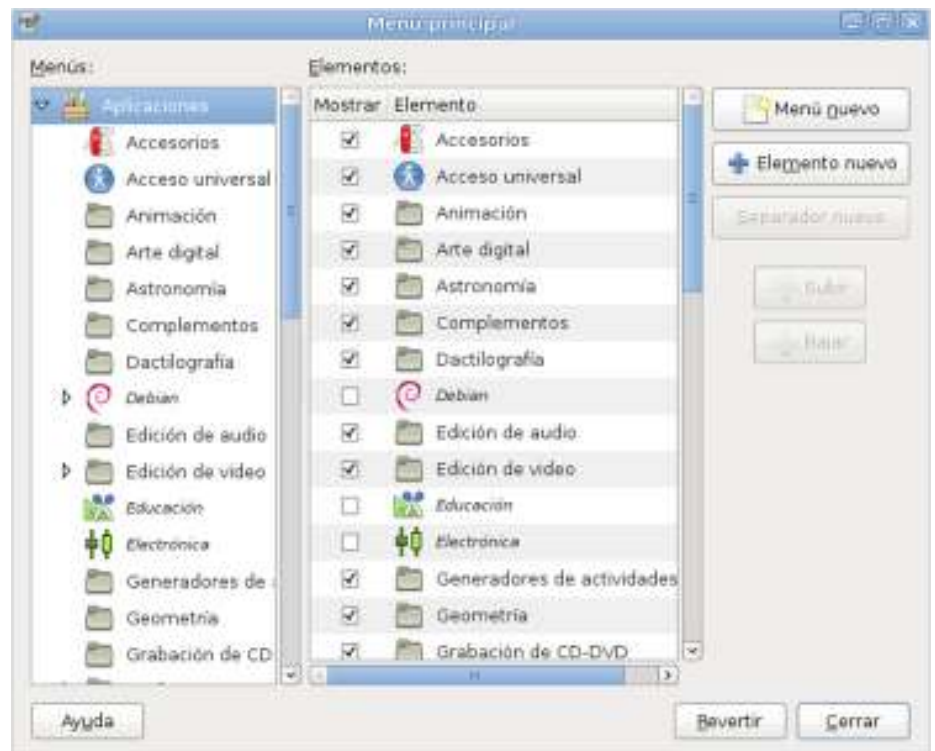 Menú principal
Menús:
Aplicaciones
Accesorios
Acceso universal
Animación
Arte digital
Astronomía
Complementos
Dactilografía
Debian
Edición de audio
Edición de video
Educación
Electrónica
Generadores de
Geometría
Grabación de CD
Elementos:
Mostrar Elemento
Accesorios
Acceso universal
Animación
Arte digital
Astronomía
Complementos
Dactilografía
Debian
Edición de audio
Edición de video
Educación
Electrónica
Generadores de actividades
Geometría
Grabación de CD-DVD
Menú nuevo
Elemento nuevo
Separador nuevo
Subir
Bajar
Ayuda
Revertir
Cerrar